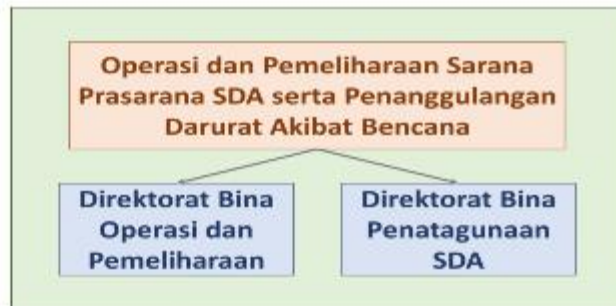 Operasi dan Pemeliharaan Sarana
Prasarana SDA serta Penanggulangan
Darurat Akibat Bencana
Direktorat Bina
Operasi dan
Pemeliharaan
Direktorat Bina
Penatagunaan
SDA